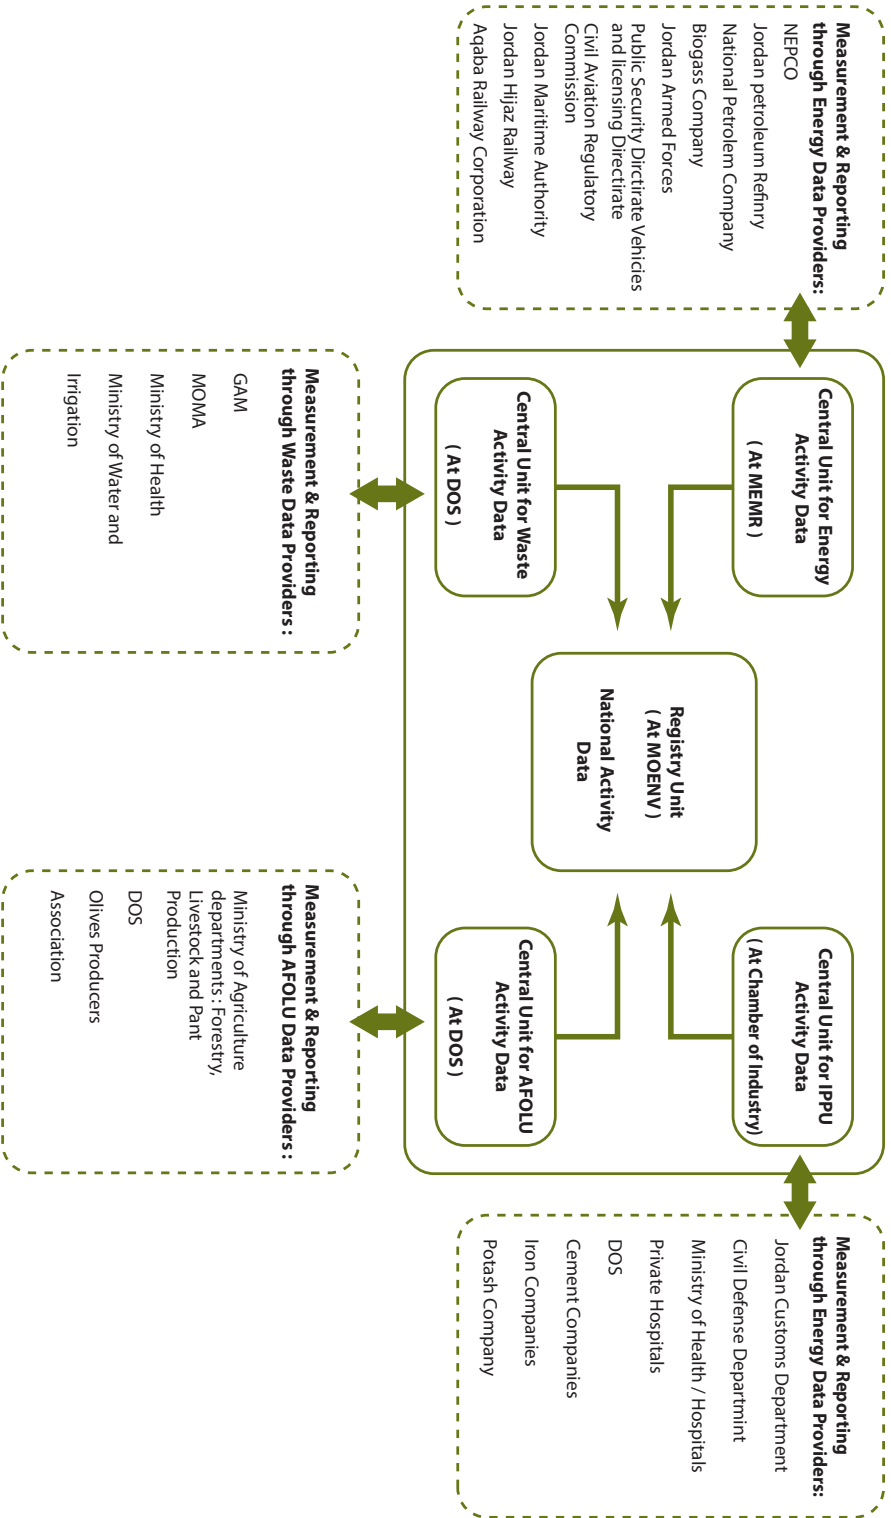 Measurement & Reporting
through Energy Data Providers:
NEPCO
Jordan petroleum Refinry
National Petrolem Company
Biogass Company
Jordan Armed Forces
Public Security Dirctirate Vehicies
and licensing Directirate
Civil Aviation Regulatory
Commission
Jordan Maritime Authority
Jordan Hijaz Railway
Aqaba Railway Corporation
Central Unit for Energy
Activity Data
( At MEMR )
Registry Unit
( At MOENV )
National Activity
Data
Central Unit for IPPU
Activity Data
( At Chamber of Industry)
Measurement & Reporting
through Energy Data Providers:
Jordan Customs Department
Civil Defense Departmint
Ministry of Health / Hospitals
Private Hospitals
DOS
Cement Companies
Iron Companies
Potash Company
Central Unit for Waste
Activity Data
( At DOS )
Central Unit for AFOLU
Activity Data
( At DOS )
Measurement & Reporting
through Waste Data Providers :
GAM
MOMA
Ministry of Health
Ministry of Water and
Irrigation
Measurement & Reporting
through AFOLU Data Providers :
Ministry of Agriculture
departments : Forestry,
Livestock and Pant
Production
DOS
Olives Producers
Association